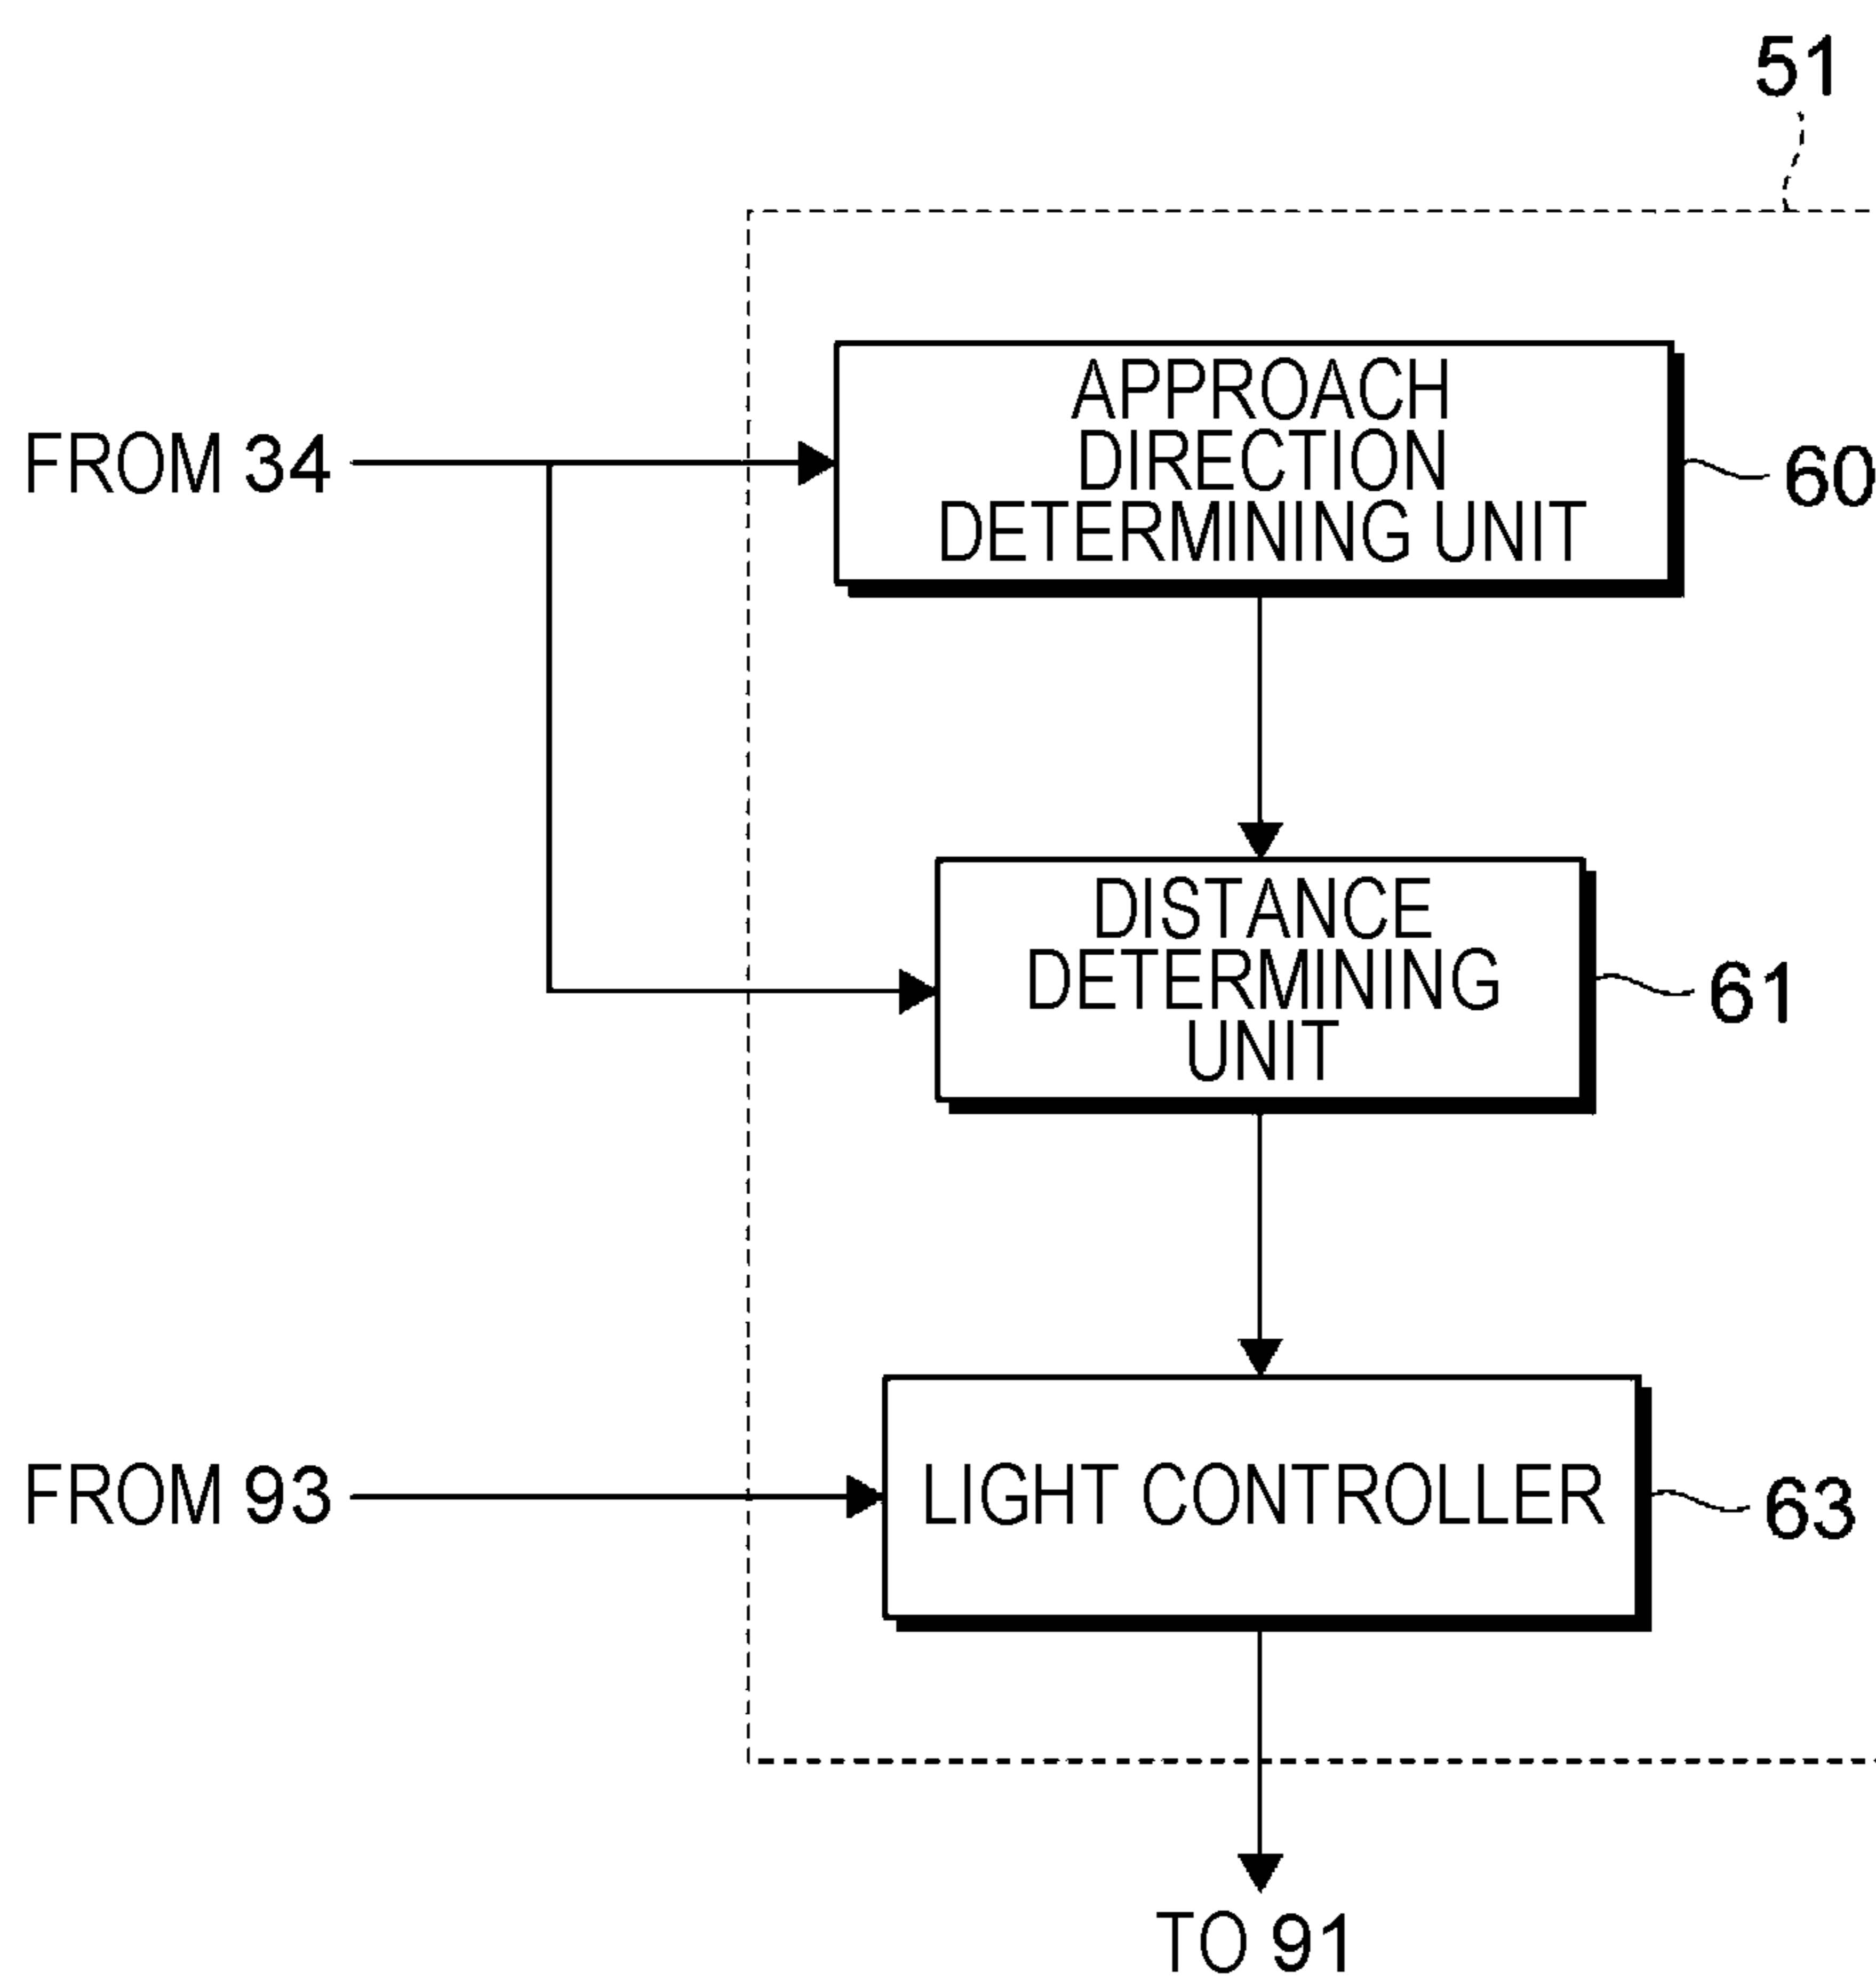 51
APPROACH
DIRECTION
DETERMINING UNIT
FROM 34
60
DISTANCE
DETERMINING
UNIT
61
FROM 93
LIGHT CONTROLLER
63
TO 91